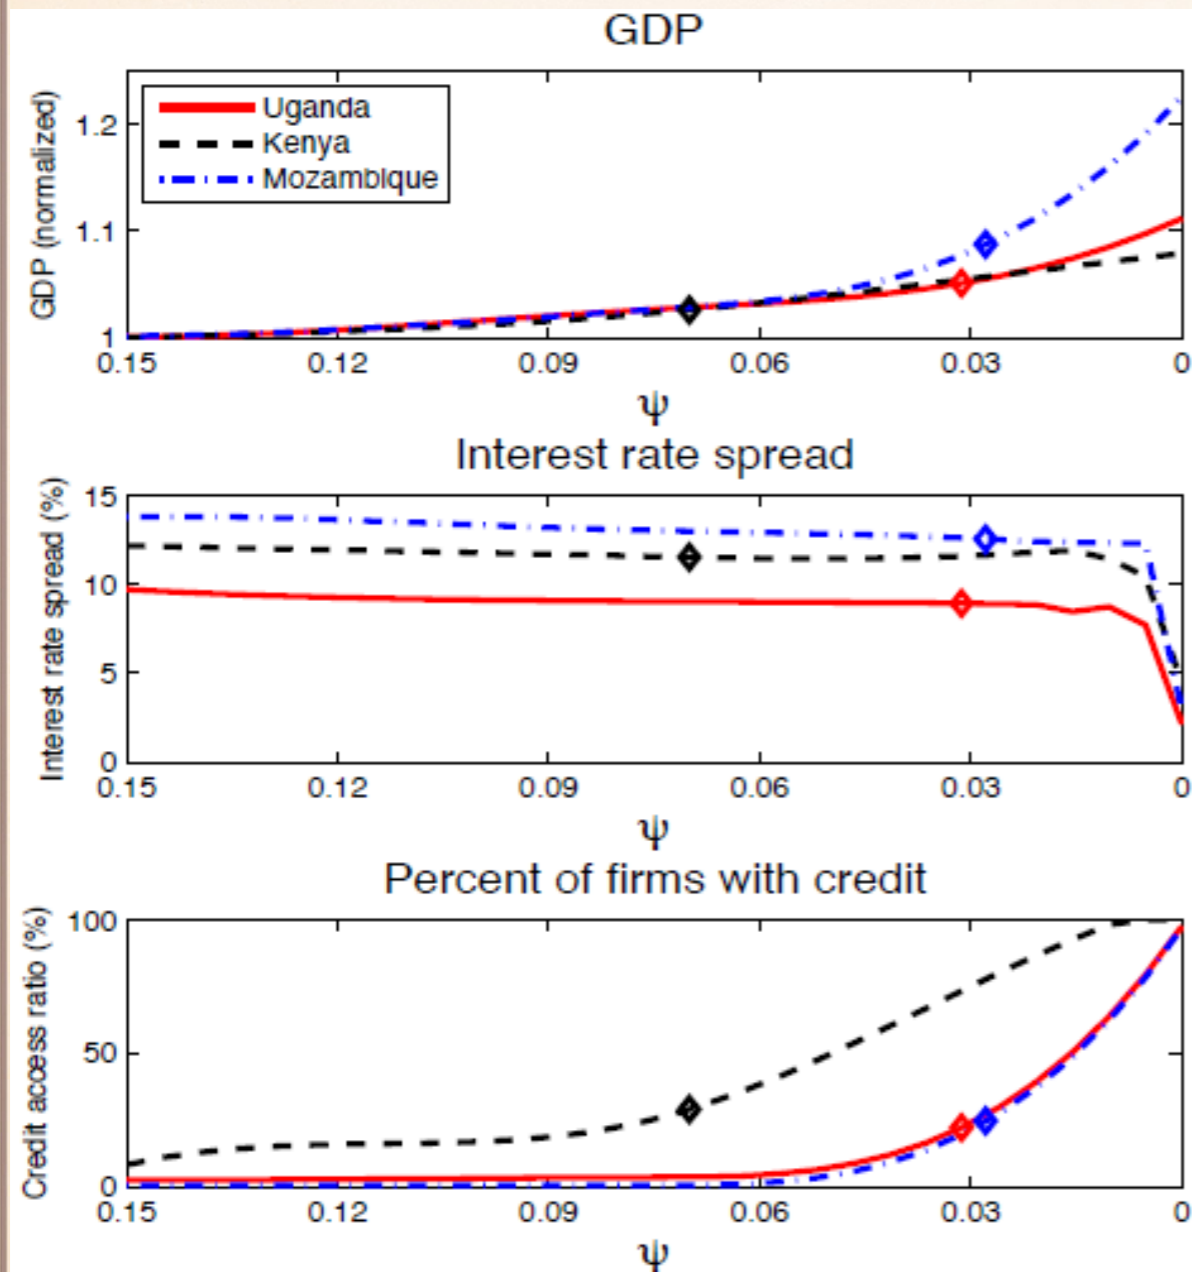 GDP
GDP (normalized)
1.2
1.1
1
Uganda
Kenya
Mozambique
0.15 0.12 0.09 0.06 0.03 0
ψ
Interest rate spread
Interest rate spread (%)
15
10
5
0
0.15 0.12 0.09 0.06 0.03 0
ψ
Percent of firms with credit
Credit access ratio (%)
100
50
0
0.15 0.12 0.09 0.06 0.03 0
ψ